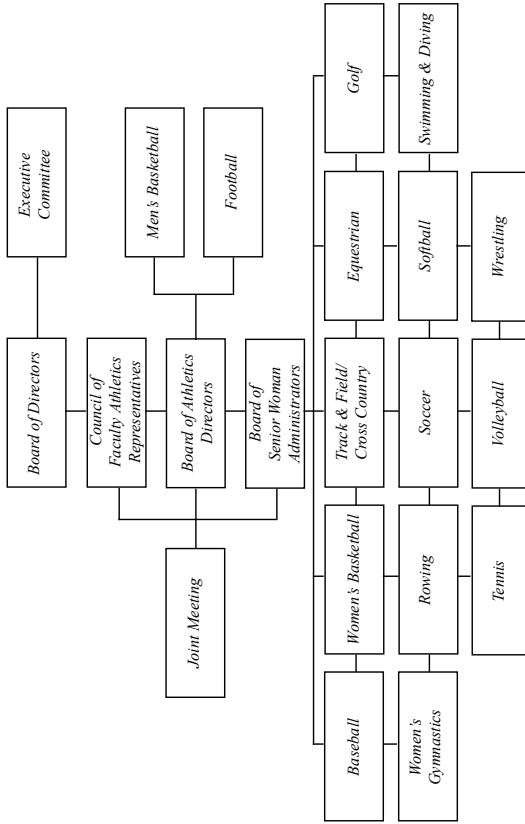 Board of Directors
Executive
Committee
Council of
Faculty Athletics
Representatives
Joint Meeting
Board of Athletics
Directors
Men's Basketball
Football
Board of
Senior Woman
Administrators
Baseball
Women's Basketball
Track & Field/
Cross Country
Equestrian
Golf
Women's
Gymnastics
Rowing
Soccer
Softball
Swimming & Diving
Tennis
Volleyball
Wrestling